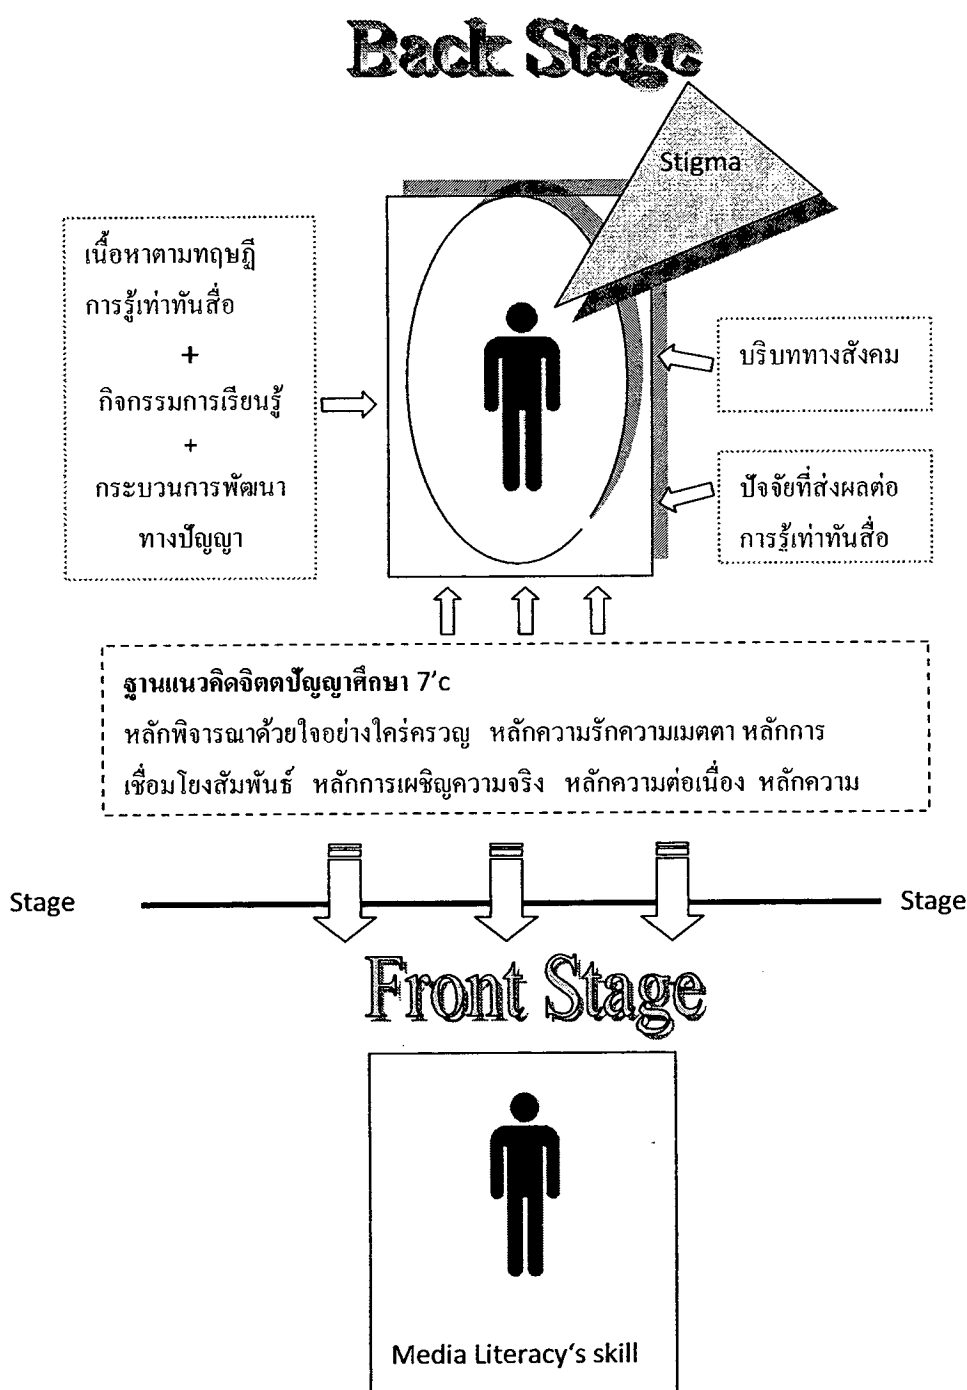 Back Stage
Stigma
เนื้อหาตามทฤษฎี
การรู้เท่าทันสื่อ
+
กิจกรรมการเรียนรู้
+
กระบวนการพัฒนา
ทางปัญญา
บริบททางสังคม
ปัจจัยที่ส่งผลต่อ
การรู้เท่าทันสื่อ
ฐานแนวคิดจิตตปัญญาศึกษา 7'c
หลักพิจารณาด้วยใจอย่างใคร่ครวญ หลักความรักความเมตตา หลักการ
เชื่อมโยงสัมพันธ์ หลักการเผชิญความจริง หลักความต่อเนื่อง หลักความ
Stage Stage
Front Stage
Media Literacy's skill